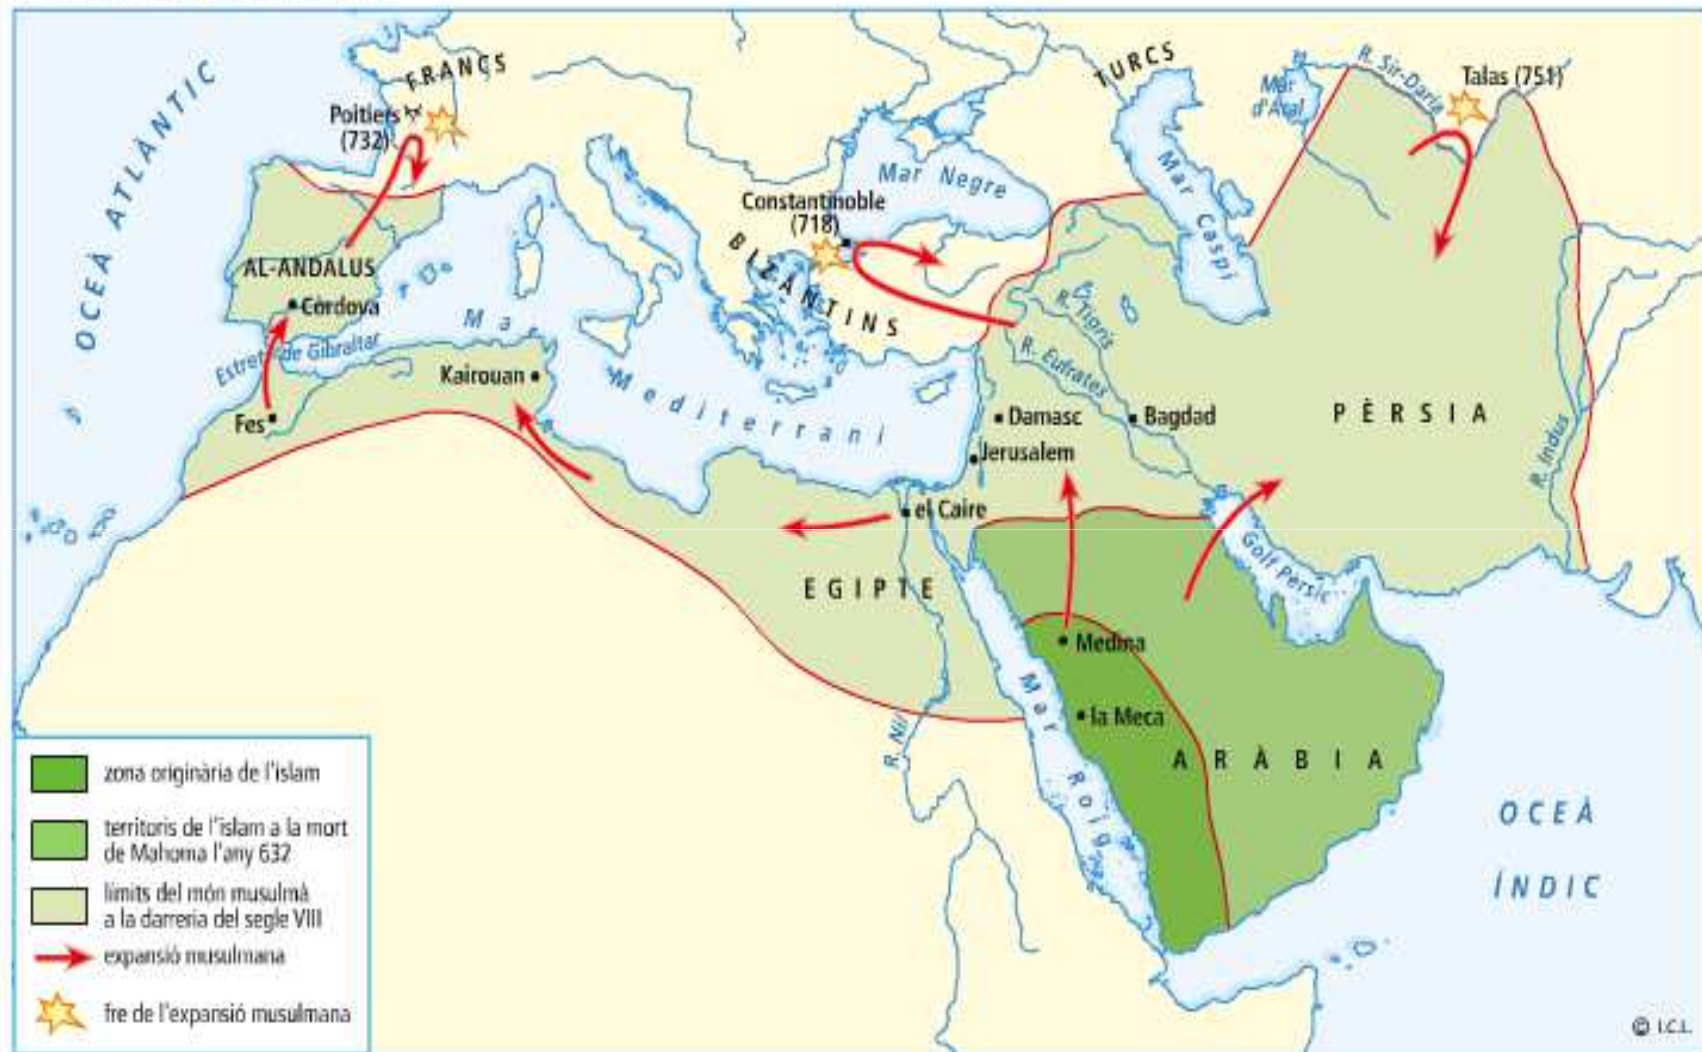 FRANCS
TURCS
R. Sir-Daria
Talas (751)
Mar
d'Aral
Poitiers
(732)
OCEÀ ATLÀNTIC
Mar Negre
Mar Caspi
Constantinoble
(718)
BIZANTINS
AL-ANDALUS
Còrdova
Estret de Gibraltar
Mar
Mediterrani
R. Tigris
R. Eufrates
Kairouan
Fes
Damasc
Bagdad
PÈRSIA
R. Indus
Jerusalem
el Caire
Golf Pèrsic
EGIPTE
Medina
Mar Roig
la Meca
R. Nil
ARÀBIA
OCEÀ
ÍNDIC
zona originària de l'islam
territoris de l'islam a la mort
de Mahoma l'any 632
límits del món musulmà
a la darreria del segle VIII
expansió musulmana
fre de l'expansió musulmana
© I.C.L.